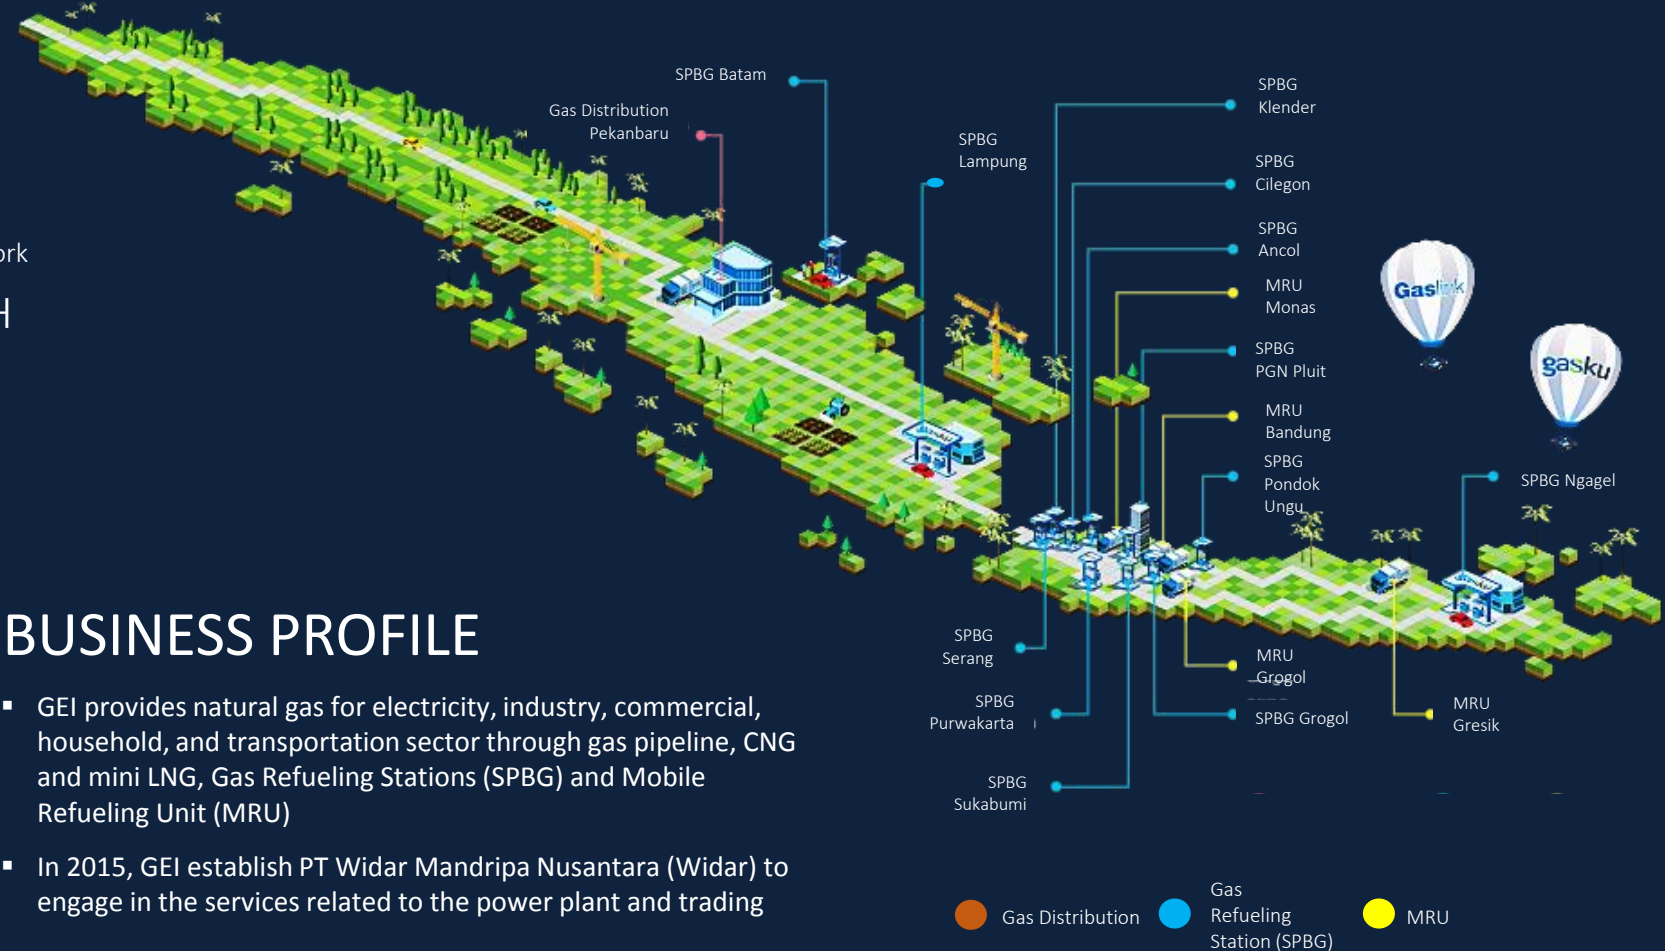 SPBG Batam
Gas Distribution
Pekanbaru
SPBG
Lampung
SPBG
Klender
SPBG
Cilegon
SPBG
Ancol
MRU
Monas
SPBG
PGN Pluit
MRU
Bandung
SPBG
Pondok
Ungu
Gaslink
gasku
SPBG Ngagel
ork
H
SPBG
Serang
SPBG
Purwakarta
SPBG
Sukabumi
MRU
Grogol
SPBG Grogol
MRU
Gresik
BUSINESS PROFILE
▪ GEI provides natural gas for electricity, industry, commercial,
household, and transportation sector through gas pipeline, CNG
and mini LNG, Gas Refueling Stations (SPBG) and Mobile
Refueling Unit (MRU)
▪ In 2015, GEI establish PT Widar Mandripa Nusantara (Widar) to
engage in the services related to the power plant and trading
Gas Distribution
Gas
Refueling
Station (SPBG)
MRU